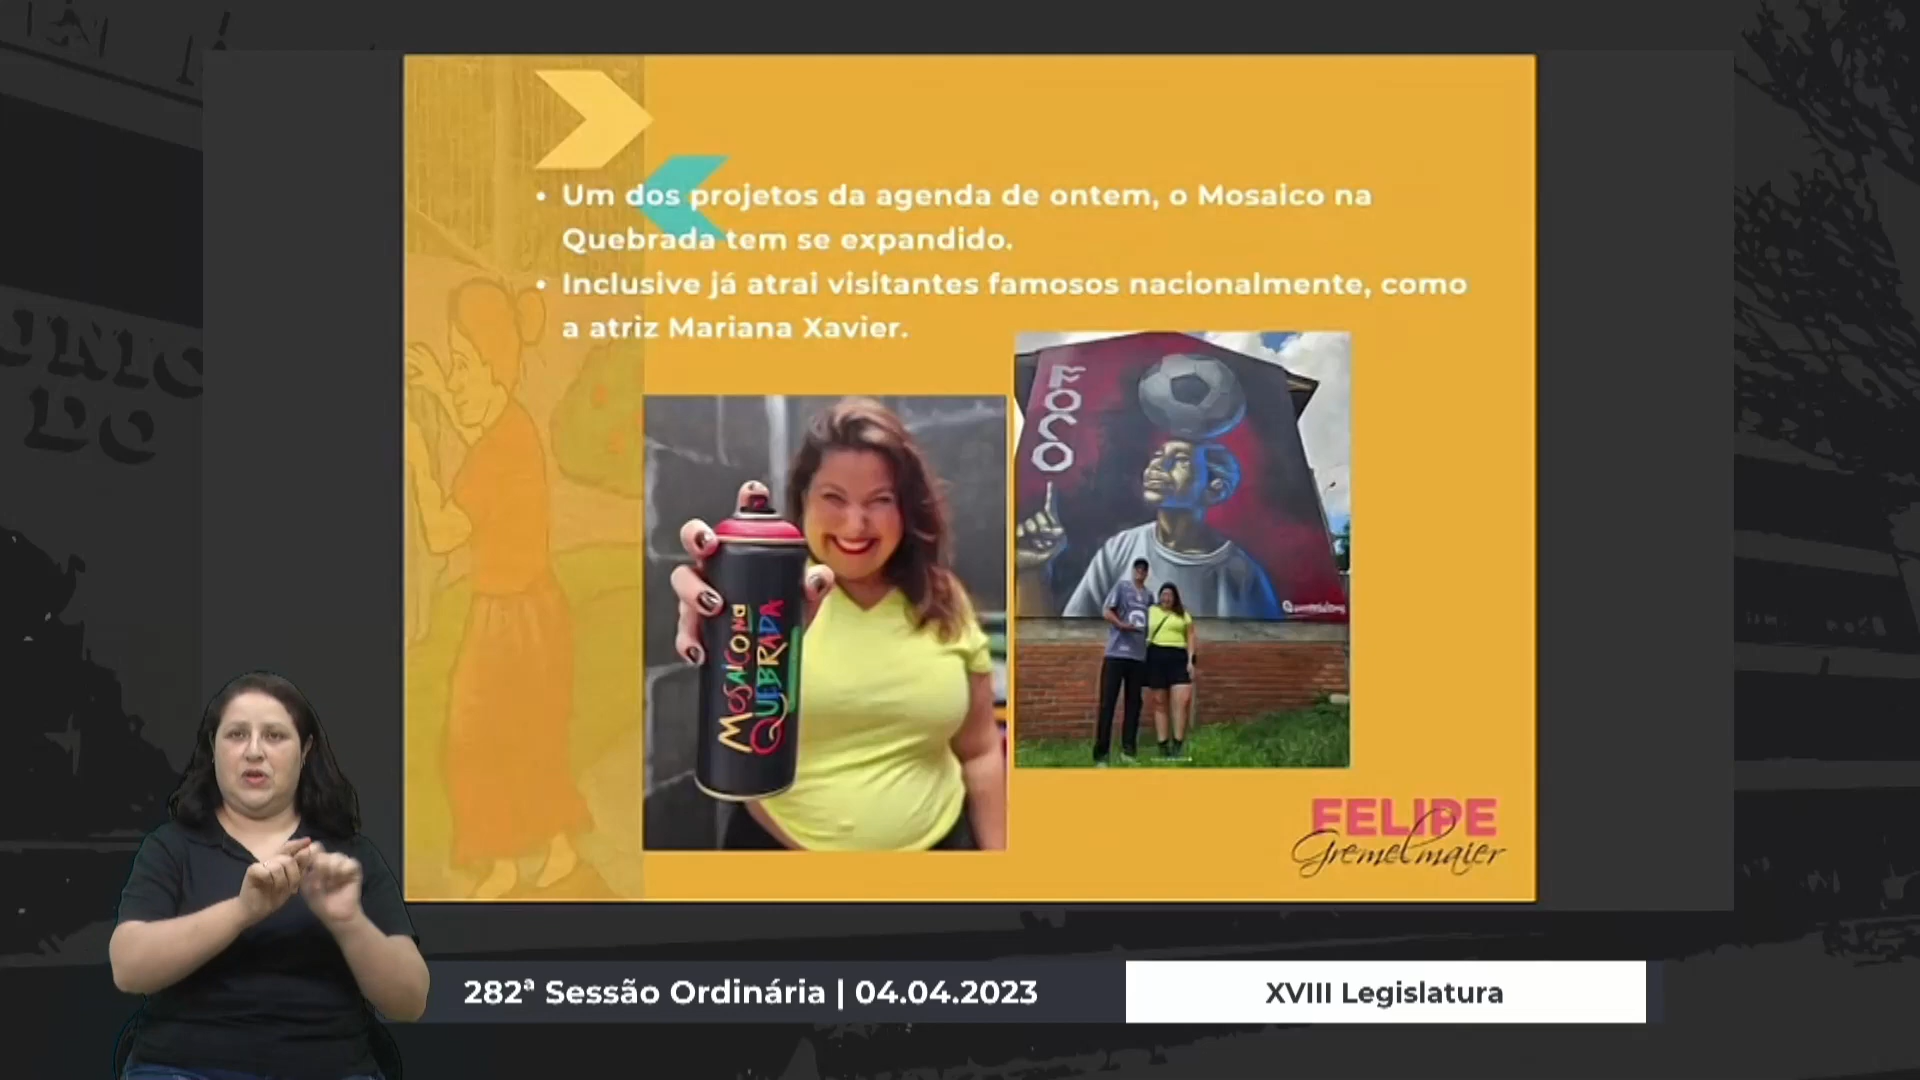 • Um dos projetos da agenda de ontem, o Mosaico na
Quebrada tem se expandido.
• Inclusive já atrai visitantes famosos nacionalmente, como
a atriz Mariana Xavier.
FOCO
MOSAICO NA
QUEBRADA
FELIPE
Gremelmaier
282ª Sessão Ordinária | 04.04.2023
XVIII Legislatura